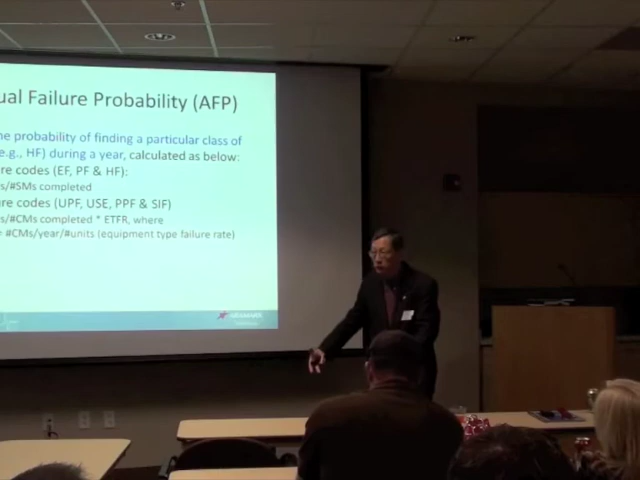 ual Failure Probability (AFP)
he probability of finding a particular class of
e.g., HF) during a year, calculated as below:
re codes (EF, PF & HF):
s/#SMs completed
ure codes (UPF, USE, PPF & SIF)
s/#CMs completed * ETFR, where
#CMs/year/#units (equipment type failure rate)